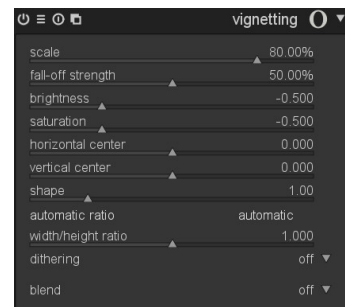 vignetting
scale 80.00%
fall-off strength 50.00%
brightness -0.500
saturation -0.500
horizontal center 0.000
vertical center 0.000
shape 1.00
automatic ratio automatic
width/height ratio 1.000
dithering off
blend off